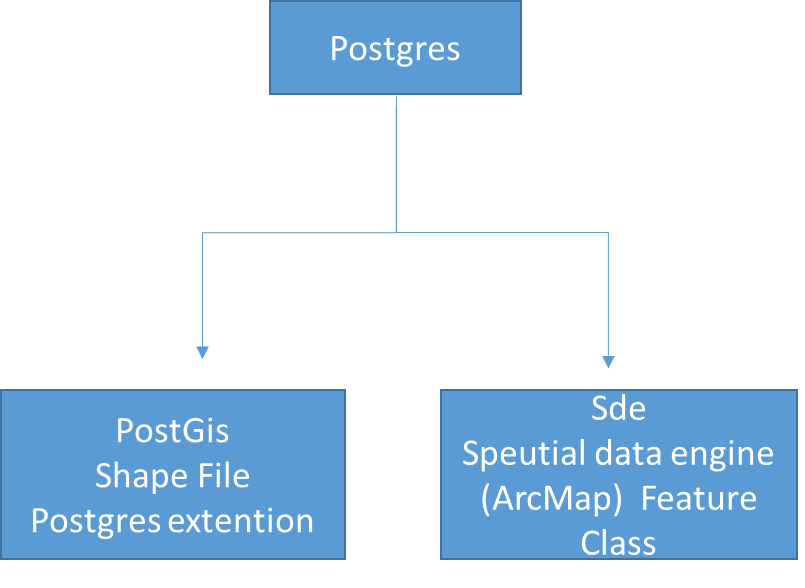 Postgres
PostGis
Shape File
Postgres extention
Sde
Speutial data engine
(ArcMap)  Feature
Class